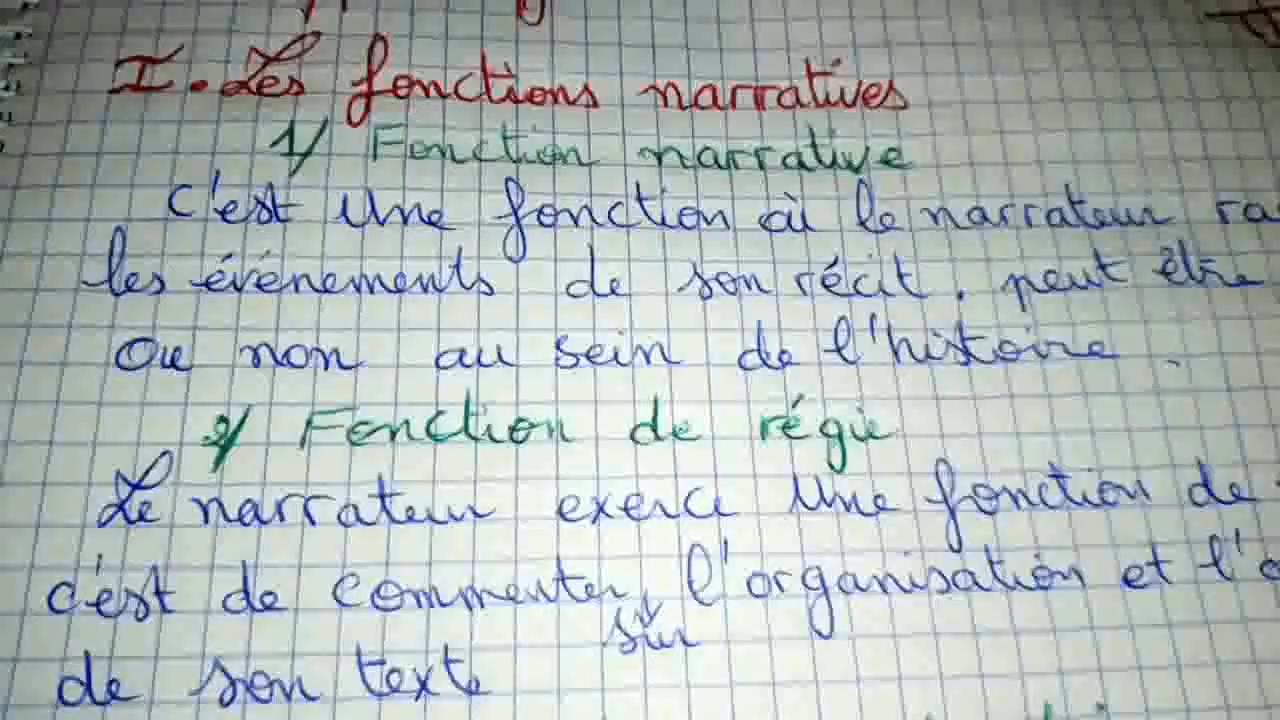 I. Les fonctions narratives
1/ Fonction narrative
c'est une fonction où le narrateur
les événements de son récit. peut être
ou non au sein de l'histoire.
2/ Fonction de régie
Le narrateur exerce une fonction de
c'est de commenter l'organisation et
sur
de son texte